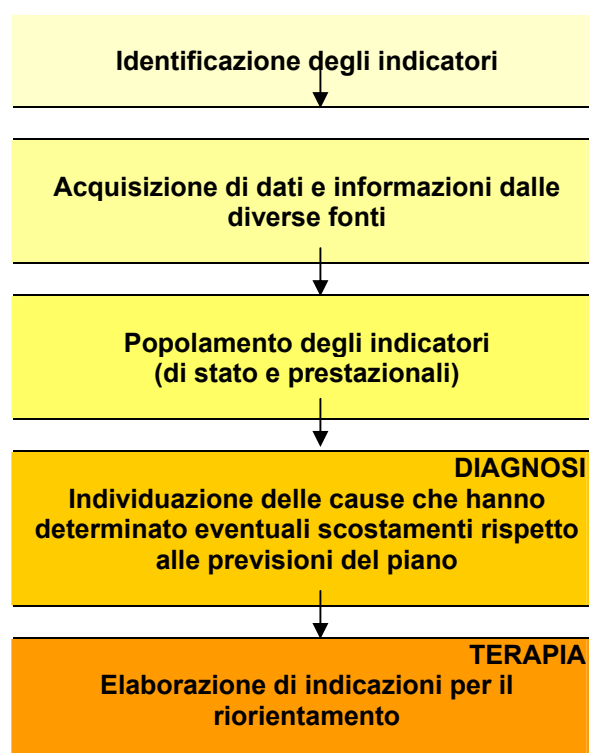 Identificazione degli indicatori
Acquisizione di dati e informazioni dalle
diverse fonti
Popolamento degli indicatori
(di stato e prestazionali)
DIAGNOSI
Individuazione delle cause che hanno
determinato eventuali scostamenti rispetto
alle previsioni del piano
TERAPIA
Elaborazione di indicazioni per il
riorientamento